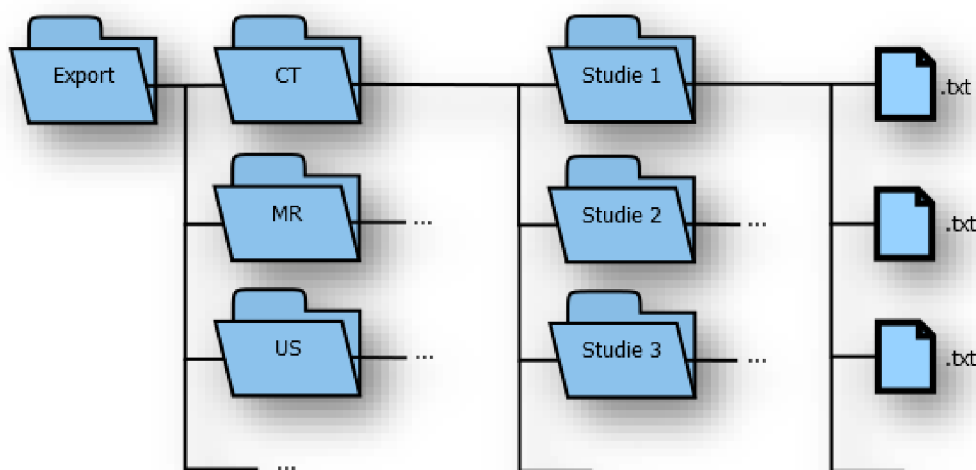 Export CT Studie 1 .txt
MR ... Studie 2 ... .txt
US ... Studie 3 ... .txt
...